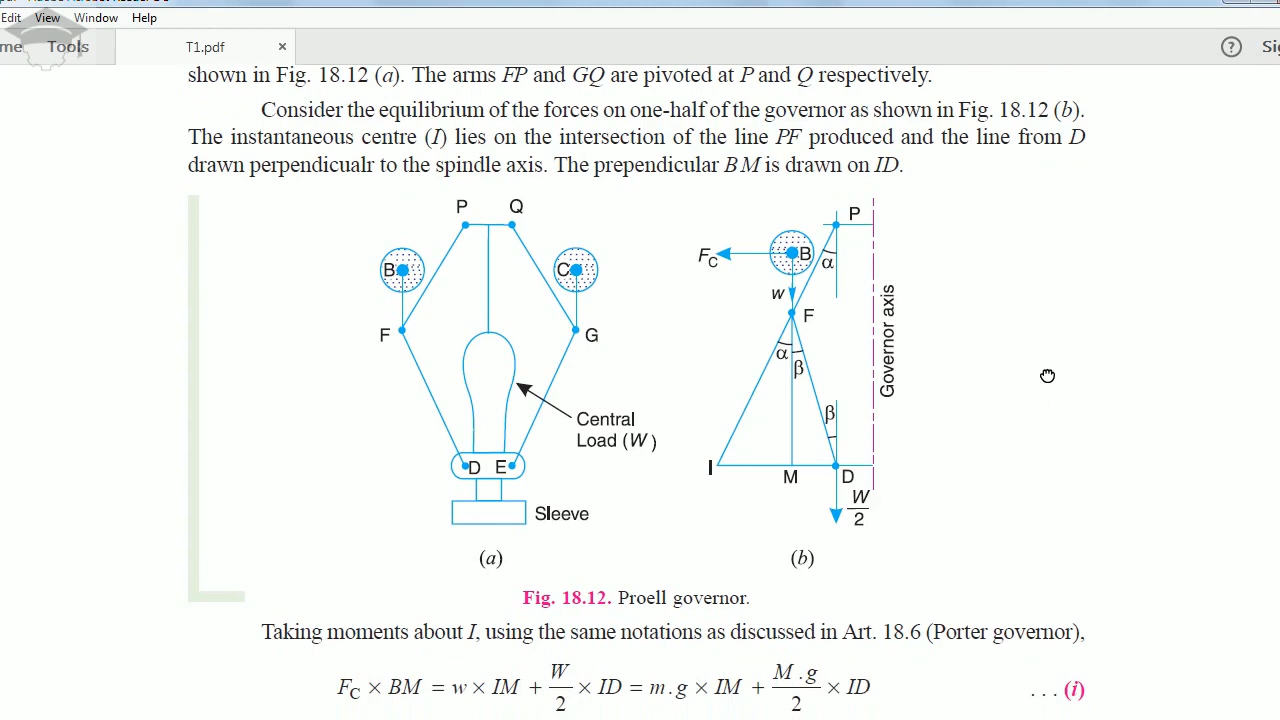 Edit View Window Help
me Tools T1.pdf × ? Si
shown in Fig. 18.12 (a). The arms FP and GQ are pivoted at P and Q respectively.
Consider the equilibrium of the forces on one-half of the governor as shown in Fig. 18.12 (b).
The instantaneous centre (I) lies on the intersection of the line PF produced and the line from D
drawn perpendicualr to the spindle axis. The prependicular BM is drawn on ID.
P Q
B C
F G
Central
Load (W)
D E
Sleeve
(a)
P
FC B α
w
F
α β
Governor axis
β
I M D
W/2
(b)
Fig. 18.12. Proell governor.
Taking moments about I, using the same notations as discussed in Art. 18.6 (Porter governor),
FC × BM = w × IM + W/2 × ID = m.g × IM + M.g/2 × ID ...(i)